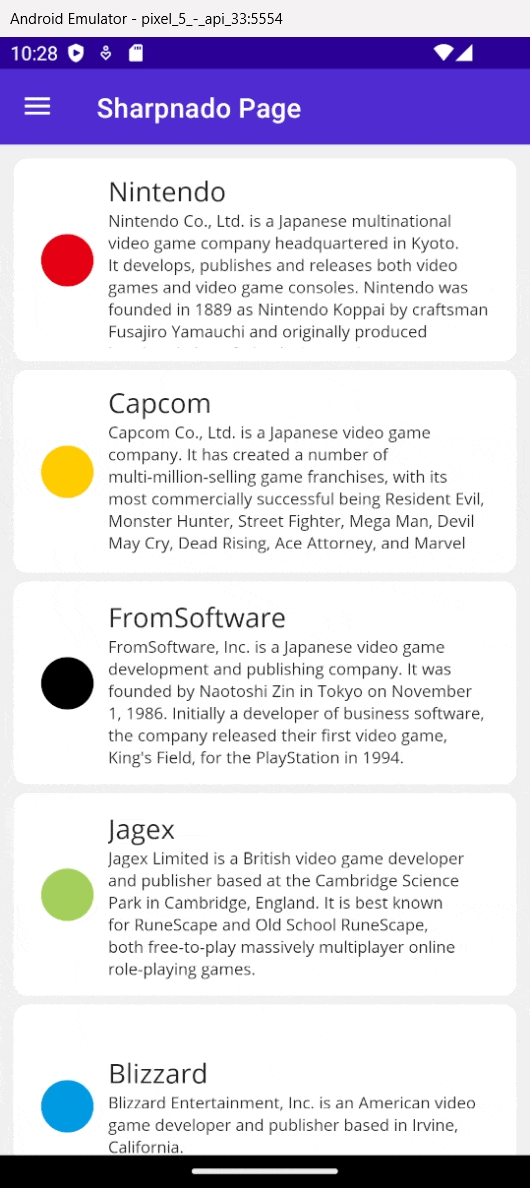 Android Emulator - pixel_5_-_api_33:5554
10:28
Sharpnado Page
Nintendo
Nintendo Co., Ltd. is a Japanese multinational
video game company headquartered in Kyoto.
It develops, publishes and releases both video
games and video game consoles. Nintendo was
founded in 1889 as Nintendo Koppai by craftsman
Fusajiro Yamauchi and originally produced
Capcom
Capcom Co., Ltd. is a Japanese video game
company. It has created a number of
multi-million-selling game franchises, with its
most commercially successful being Resident Evil,
Monster Hunter, Street Fighter, Mega Man, Devil
May Cry, Dead Rising, Ace Attorney, and Marvel
FromSoftware
FromSoftware, Inc. is a Japanese video game
development and publishing company. It was
founded by Naotoshi Zin in Tokyo on November
1, 1986. Initially a developer of business software,
the company released their first video game,
King's Field, for the PlayStation in 1994.
Jagex
Jagex Limited is a British video game developer
and publisher based at the Cambridge Science
Park in Cambridge, England. It is best known
for RuneScape and Old School RuneScape,
both free-to-play massively multiplayer online
role-playing games.
Blizzard
Blizzard Entertainment, Inc. is an American video
game developer and publisher based in Irvine,
California.